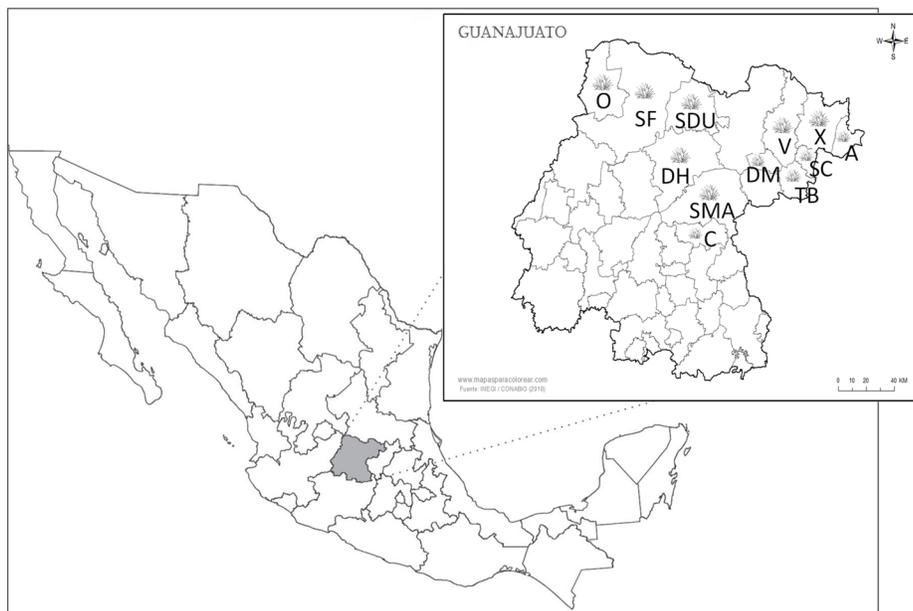 GUANAJUATO
N
W E
S
O
SF
SDU
V
X
A
DH
DM
SC
TB
SMA
C
www.mapasparacolorear.com
Fuente: INEGI / CONABIO (2010)
0 10 20 40 KM